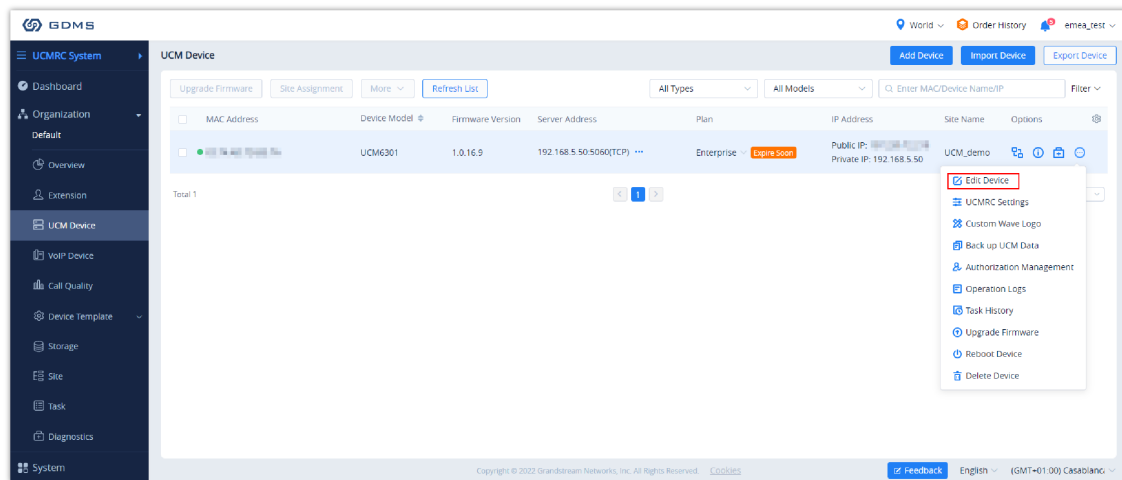 GDMS
World
Order History
5
emea_test
UCMRC System
UCM Device
Add Device
Import Device
Export Device
Dashboard
Organization
Default
Overview
Extension
UCM Device
VoIP Device
Call Quality
Device Template
Storage
Site
Task
Diagnostics
System
Upgrade Firmware
Site Assignment
More
Refresh List
All Types
All Models
Enter MAC/Device Name/IP
Filter
MAC Address
Device Model
Firmware Version
Server Address
Plan
IP Address
Site Name
Options
UCM6301
1.0.16.9
192.168.5.50:5060(TCP) ···
Enterprise
Expire Soon
Public IP:
Private IP: 192.168.5.50
UCM_demo
Total 1
< 1 >
Edit Device
UCMRC Settings
Custom Wave Logo
Back up UCM Data
Authorization Management
Operation Logs
Task History
Upgrade Firmware
Reboot Device
Delete Device
Copyright © 2022 Grandstream Networks, Inc. All Rights Reserved.
Cookies
Feedback
English
(GMT+01:00) Casablanc